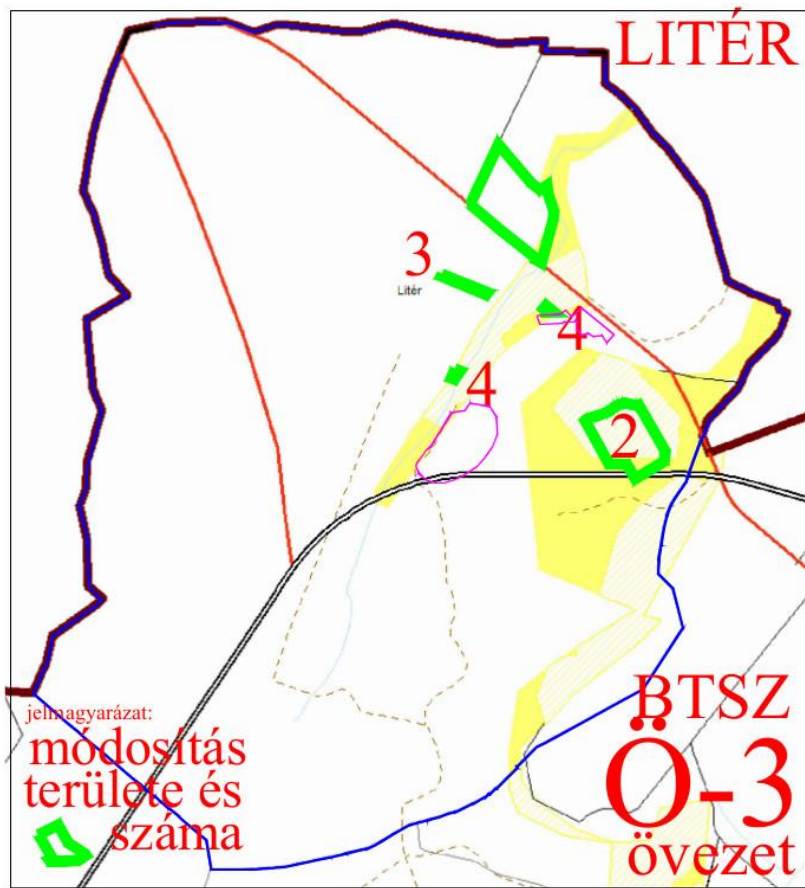 LITÉR
3
Litér
4
4
2
jelmagyarázat:
módosítás
területe és
száma
BTSZ
Ö-3
övezet